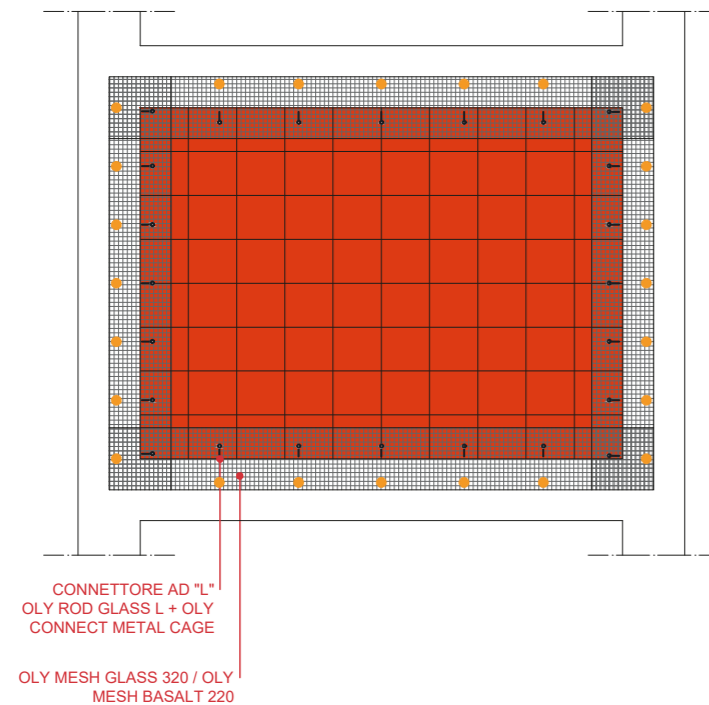 CONNETTORE AD "L"
OLY ROD GLASS L + OLY
CONNECT METAL CAGE
OLY MESH GLASS 320 / OLY
MESH BASALT 220